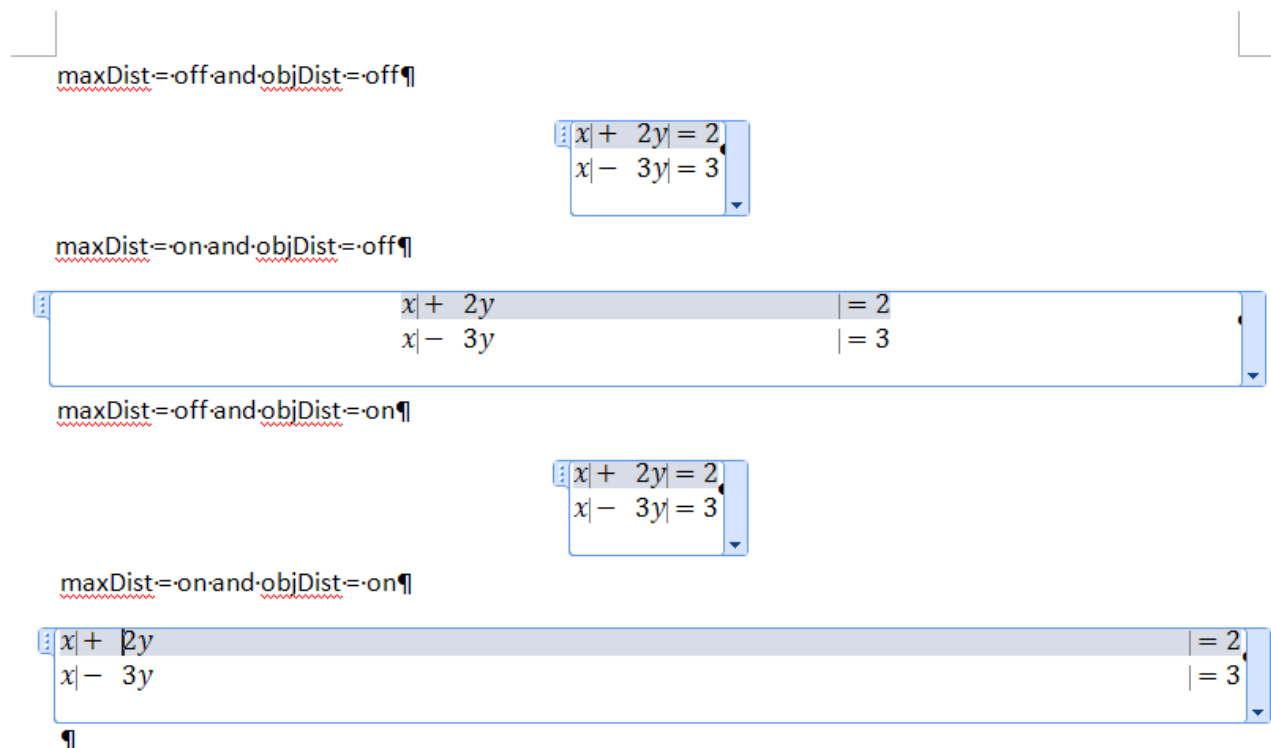 maxDist·=·off·and·objDist·=·off¶
x|+ 2y|= 2
x|− 3y|= 3
maxDist·=·on·and·objDist·=·off¶
x|+ 2y |= 2
x|− 3y |= 3
maxDist·=·off·and·objDist·=·on¶
x|+ 2y|= 2
x|− 3y|= 3
maxDist·=·on·and·objDist·=·on¶
x|+ 2y |= 2
x|− 3y |= 3
¶